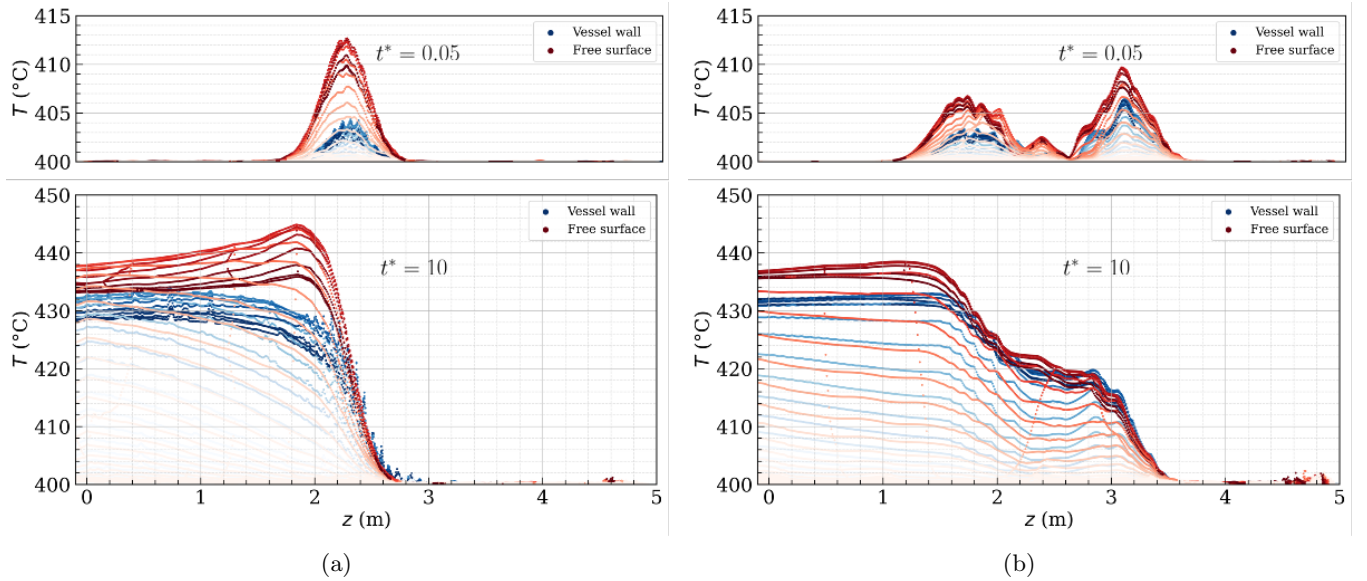 415
410
405
400
T (°C)
t* = 0.05
Vessel wall
Free surface
450
440
430
420
410
400
T (°C)
t* = 10
Vessel wall
Free surface
0 1 2 3 4 5
z (m)
(a)
415
410
405
400
T (°C)
t* = 0.05
Vessel wall
Free surface
450
440
430
420
410
400
T (°C)
t* = 10
Vessel wall
Free surface
0 1 2 3 4 5
z (m)
(b)